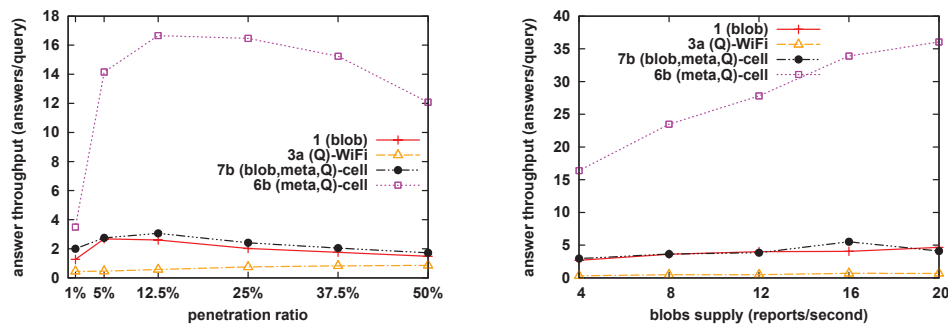 answer throughput (answers/query)
18
16
14
12
10
8
6
4
2
0
1 (blob)
3a (Q)-WiFi
7b (blob,meta,Q)-cell
6b (meta,Q)-cell
1% 5% 12.5% 25% 37.5% 50%
penetration ratio
answer throughput (answers/query)
40
35
30
25
20
15
10
5
0
1 (blob)
3a (Q)-WiFi
7b (blob,meta,Q)-cell
6b (meta,Q)-cell
4 8 12 16 20
blobs supply (reports/second)